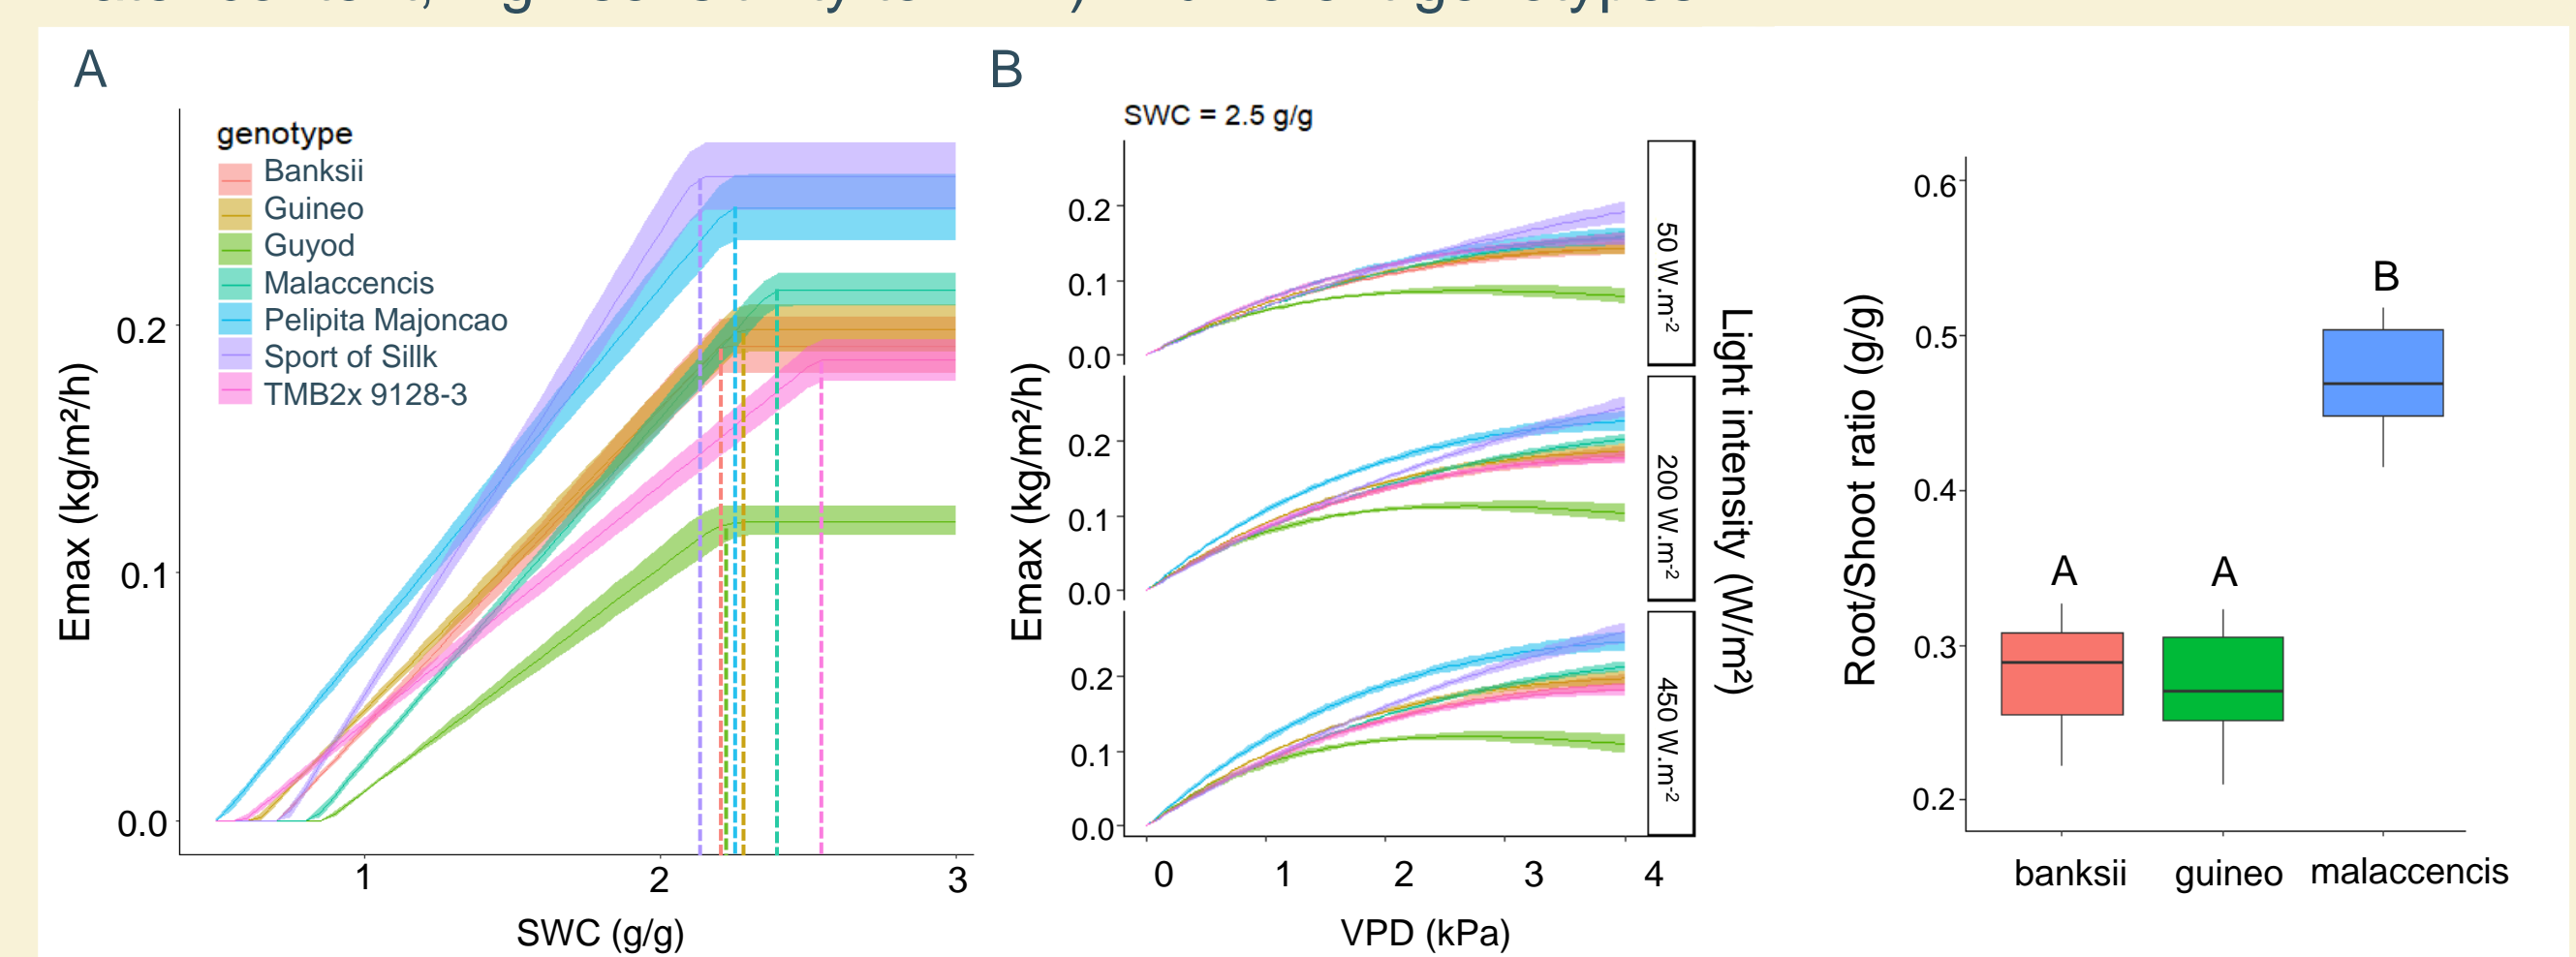 A
genotype
Banksii
Guineo
Guyod
Malaccencis
Pelipita Majoncao
Sport of Sillk
TMB2x 9128-3
Emax (kg/m²/h)
0.2
0.1
0.0
1 2 3
SWC (g/g)
B
SWC = 2.5 g/g
Emax (kg/m²/h)
0.2
0.1
0.0
50 W.m-2
0.2
0.1
0.0
200 W.m-2
0.2
0.1
0.0
450 W.m-2
Light intensity (W/m²)
0 1 2 3 4
VPD (kPa)
Root/Shoot ratio (g/g)
0.6
0.5
0.4
0.3
0.2
A A B
banksii guineo malaccencis